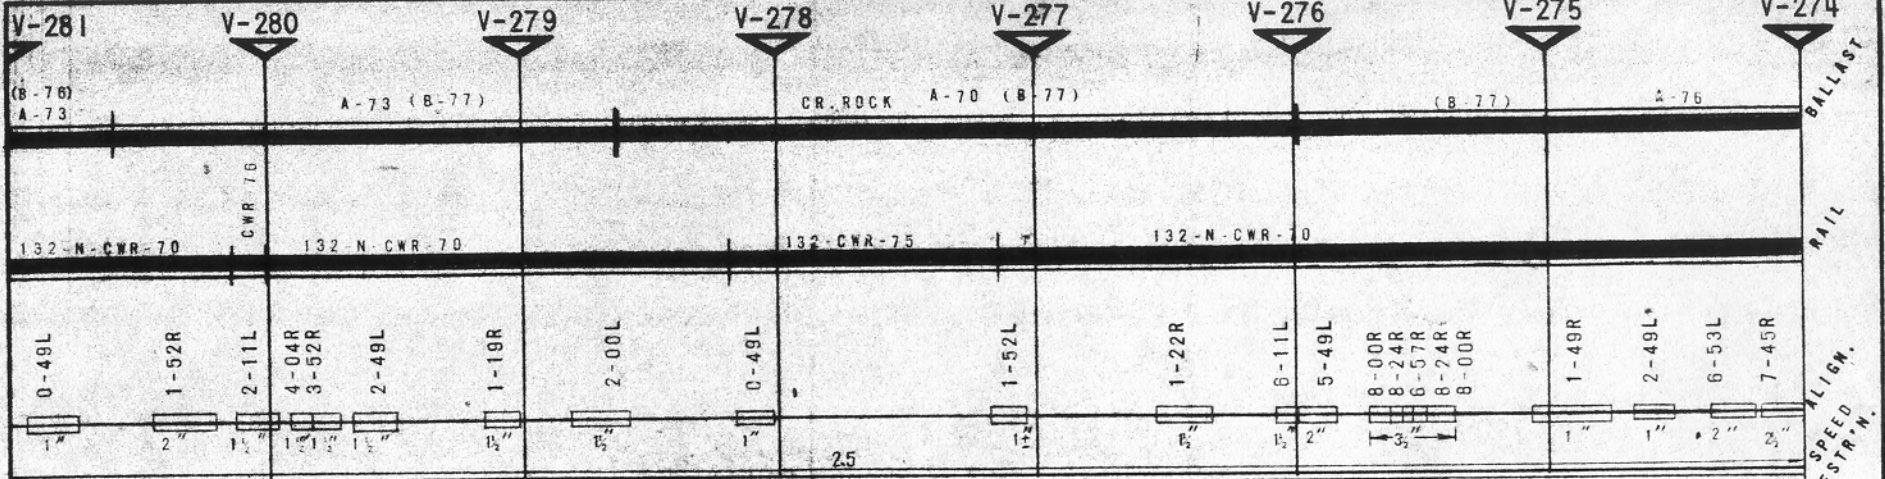 V-281 V-280 V-279 V-278 V-277 V-276 V-275 V-274
(B-76) A-73 (B-77) CR. ROCK A-70 (B-77) (B-77) A-76 BALLAST
A-73
CWR 76
132-N-CWR-70 132-N-CWR-70 132-CWR-75 132-N-CWR-70 RAIL
0-49L 1-52R 2-11L 4-04R 3-52R 2-49L 1-19R 2-00L 0-49L 1-52L 1-22R 6-11L 5-49L 8-00R 8-24R 6-57R 8-24R 8-00R 1-49R 2-49L 6-53L 7-45R ALIGN.
1" 2" 1½" 1½" 1½" 1½" 1½" 1½" 1" 1½" 1½" 2" 3½" 1" 1" 2" 2½"
2.5 SPEED
ESTR'N.